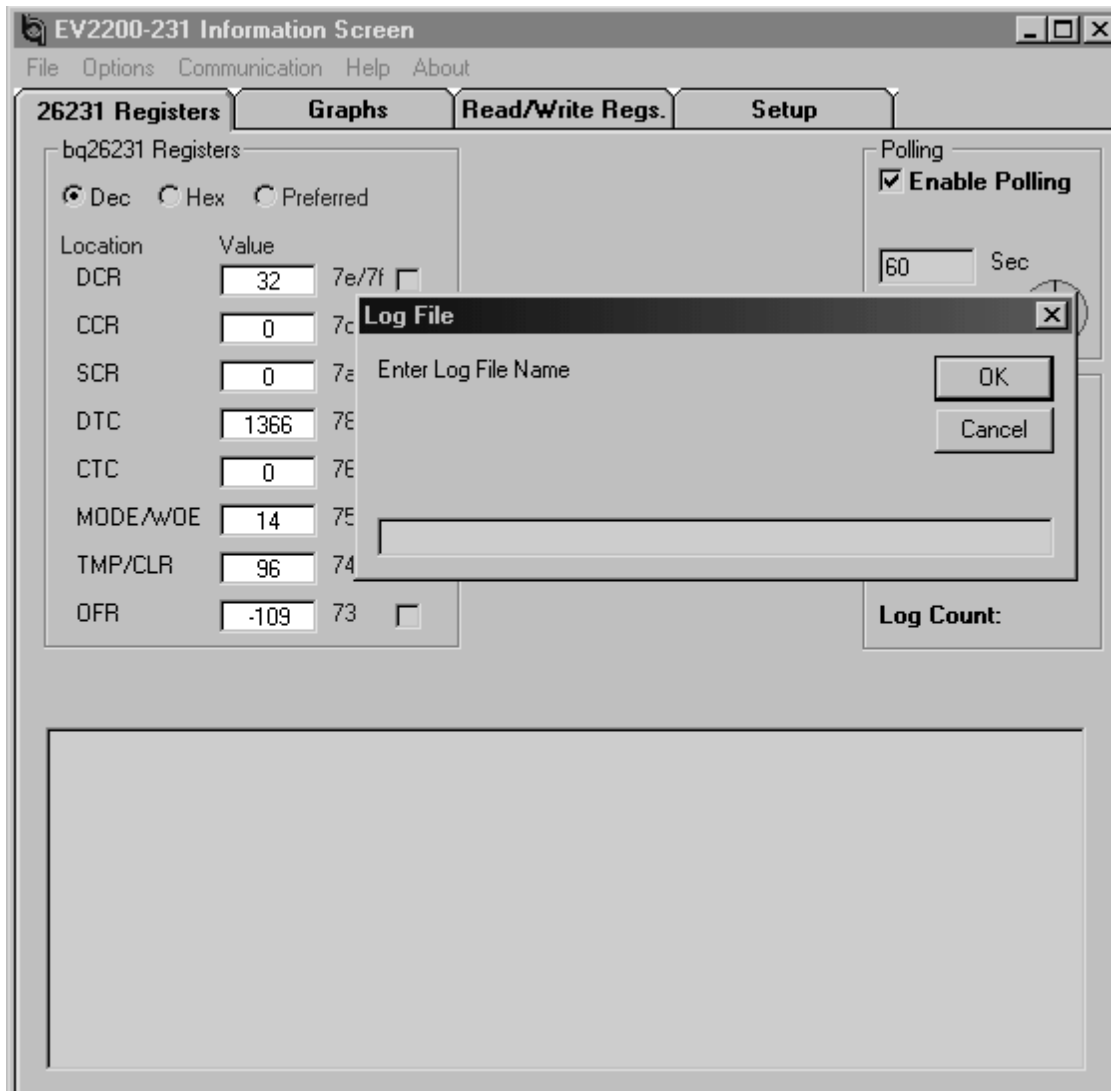 EV2200-231 Information Screen
File Options Communication Help About
26231 Registers Graphs Read/Write Regs. Setup
bq26231 Registers
Dec Hex Preferred
Location Value
DCR 32 7e/7f
CCR 0
SCR 0
DTC 1366 78
CTC 0
MODE/WOE 14 75
TMP/CLR 96 74
OFR -109 73
Polling
Enable Polling
60 Sec
Log File
Enter Log File Name
OK
Cancel
Log Count: